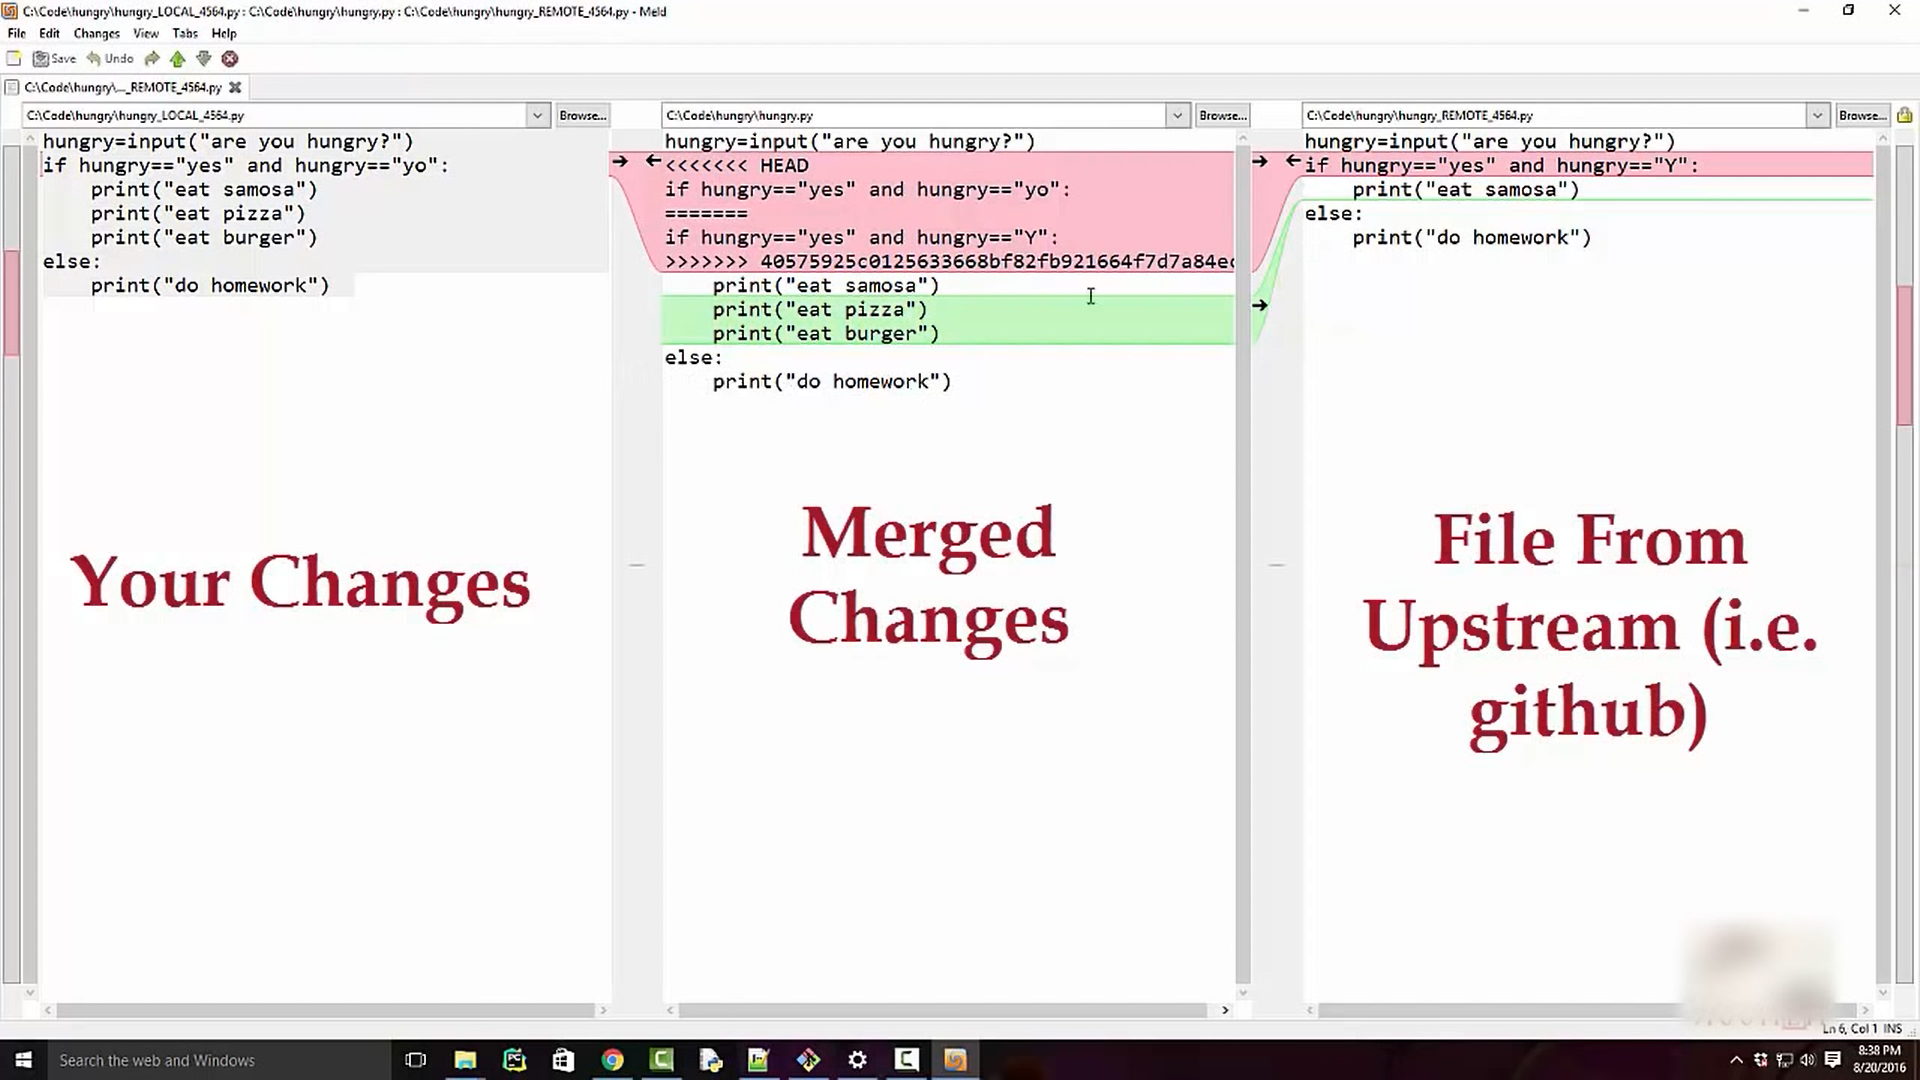 C:\Code\hungry\hungry_LOCAL_4564.py : C:\Code\hungry\hungry.py : C:\Code\hungry\hungry_REMOTE_4564.py - Meld
File Edit Changes View Tabs Help
Save Undo
C:\Code\hungry\..._REMOTE_4564.py
C:\Code\hungry\hungry_LOCAL_4564.py Browse...
hungry=input("are you hungry?")
if hungry=="yes" and hungry=="yo":
    print("eat samosa")
    print("eat pizza")
    print("eat burger")
else:
    print("do homework")
Your Changes
C:\Code\hungry\hungry.py Browse...
hungry=input("are you hungry?")
<<<<<<< HEAD
if hungry=="yes" and hungry=="yo":
=======
if hungry=="yes" and hungry=="Y":
>>>>>>> 40575925c0125633668bf82fb921664f7d7a84ec
    print("eat samosa")
    print("eat pizza")
    print("eat burger")
else:
    print("do homework")
Merged
Changes
C:\Code\hungry\hungry_REMOTE_4564.py Browse...
hungry=input("are you hungry?")
if hungry=="yes" and hungry=="Y":
    print("eat samosa")
else:
    print("do homework")
File From
Upstream (i.e.
github)
Ln 6, Col 1 INS
Search the web and Windows
8:38 PM
8/20/2016